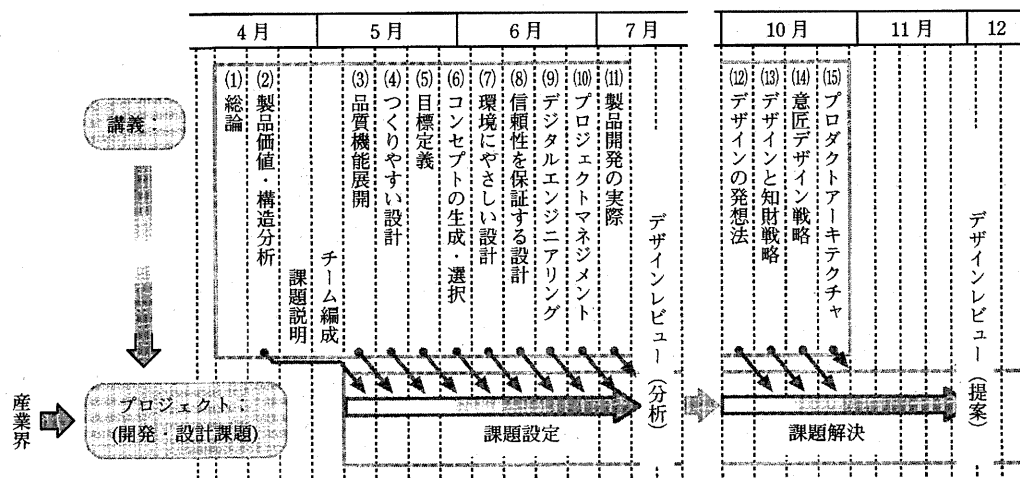 4月
5月
6月
7月
10月
11月
12
講義：
(1)総論
(2)製品価値・構造分析
課題説明
チーム編成
(3)品質機能展開
(4)つくりやすい設計
(5)目標定義
(6)コンセプトの生成・選択
(7)環境にやさしい設計
(8)信頼性を保証する設計
(9)デジタルエンジニアリング
(10)プロジェクトマネジメント
(11)製品開発の実際
デザインレビュー(分析)
(12)デザインの発想法
(13)デザインと知財戦略
(14)意匠デザイン戦略
(15)プロダクトアーキテクチャ
デザインレビュー(提案)
産業界
プロジェクト：
(開発・設計課題)
課題設定
課題解決